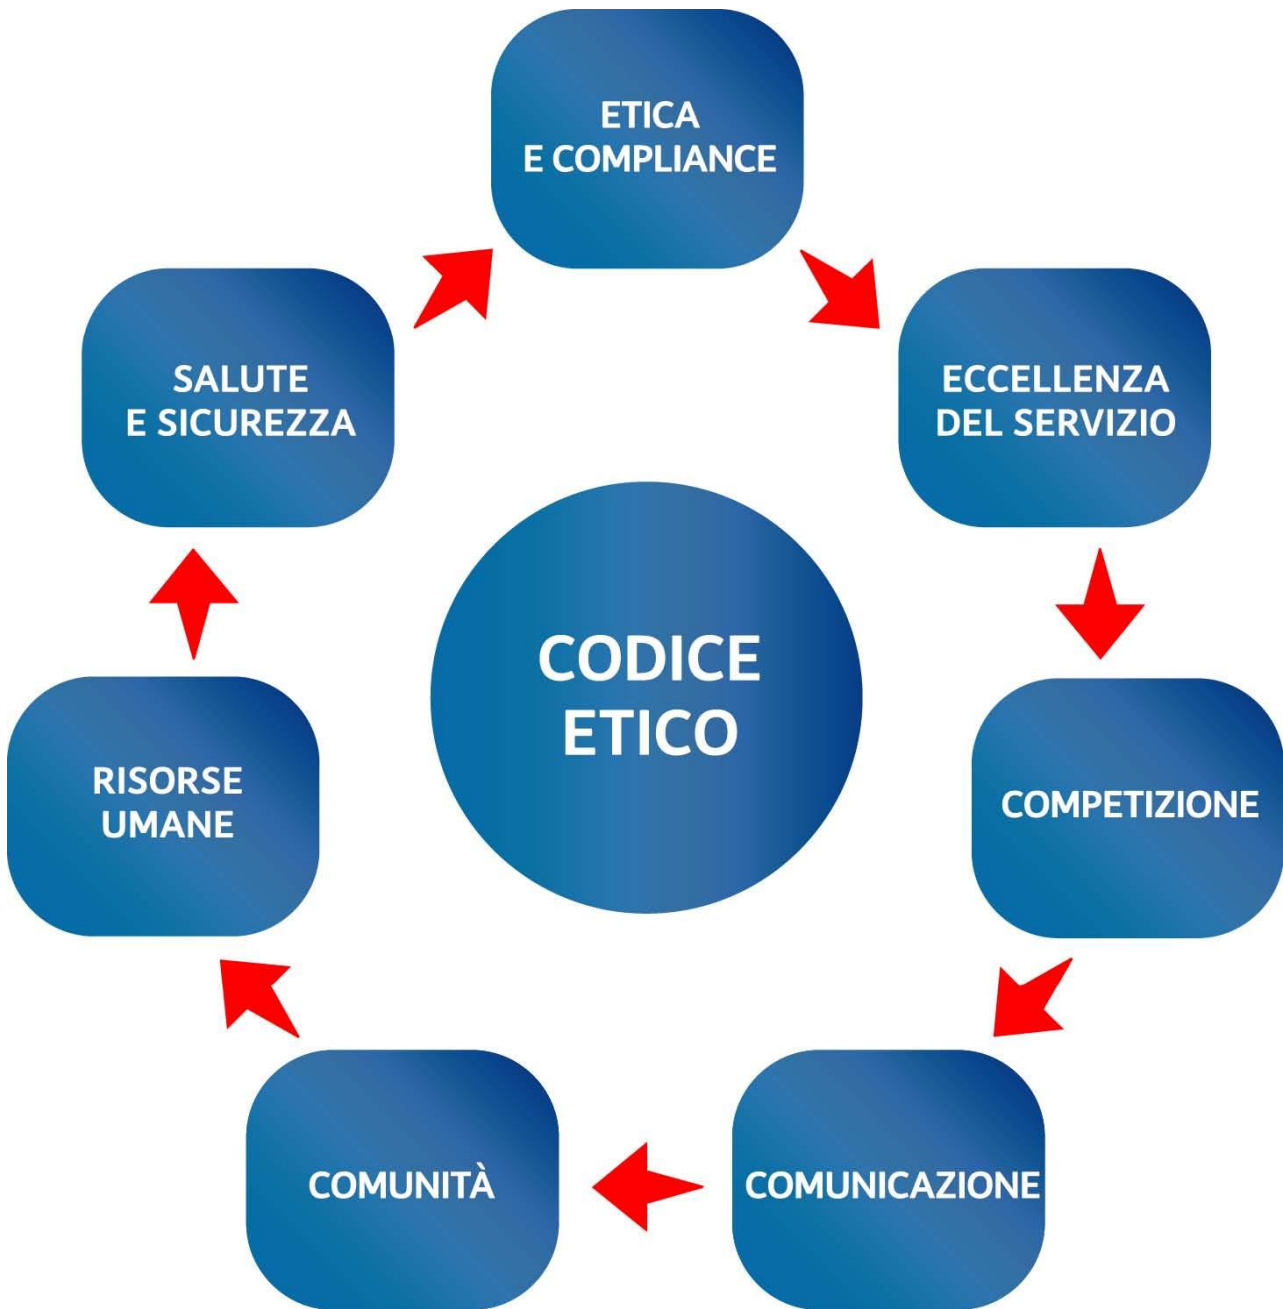 ETICA
E COMPLIANCE
ECCELLENZA
DEL SERVIZIO
COMPETIZIONE
COMUNICAZIONE
COMUNITÀ
RISORSE
UMANE
SALUTE
E SICUREZZA
CODICE
ETICO